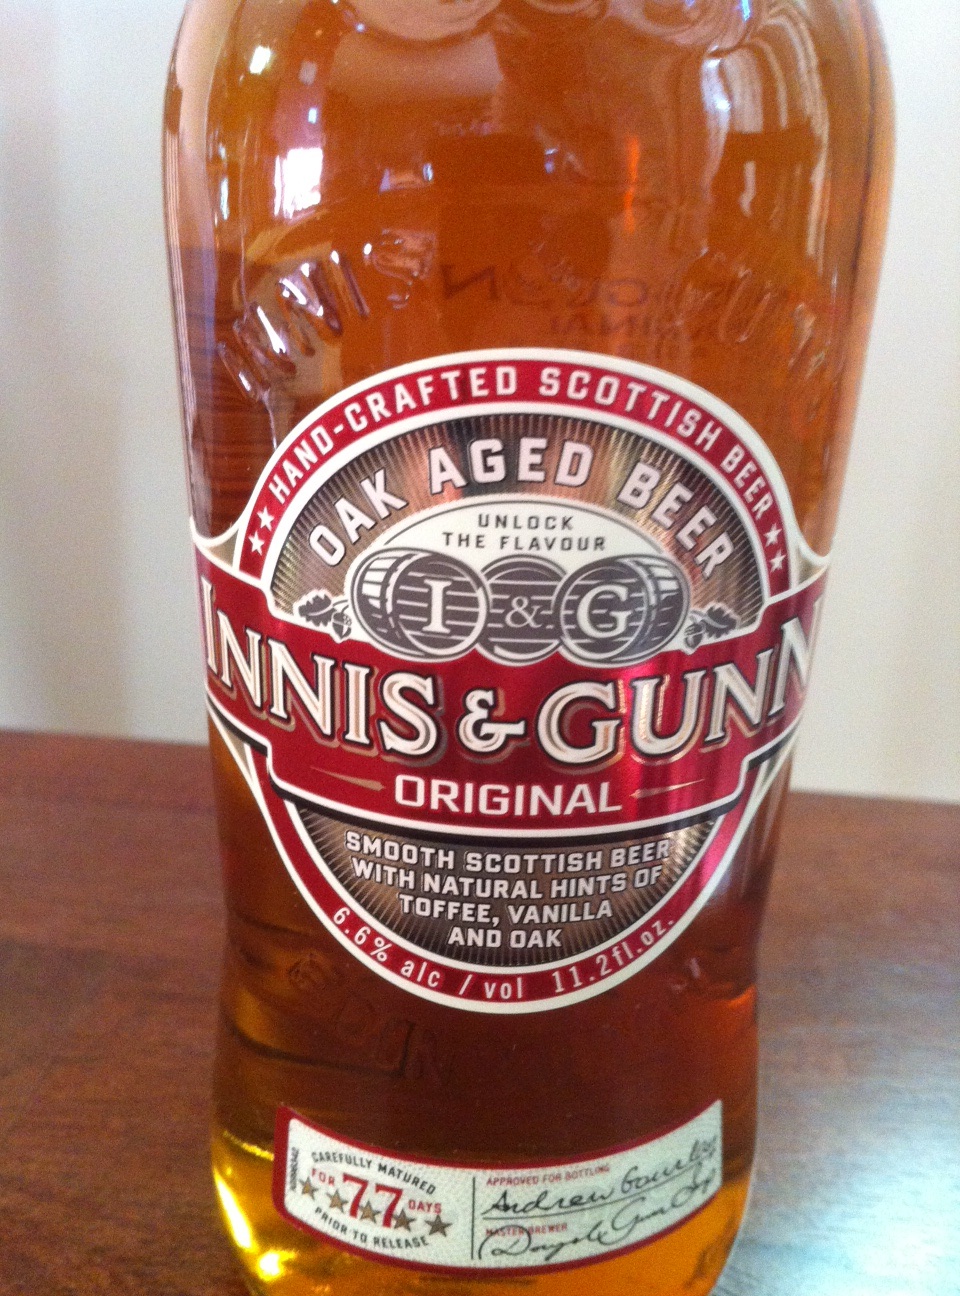 INNIS
HAND-CRAFTED SCOTTISH BEER
OAK AGED BEER
UNLOCK
THE FLAVOUR
I & G
INNIS & GUNN
ORIGINAL
SMOOTH SCOTTISH BEER
WITH NATURAL HINTS OF
TOFFEE, VANILLA
AND OAK
6.6% alc / vol 11.2fl.oz.
CAREFULLY MATURED
FOR 77 DAYS
PRIOR TO RELEASE
APPROVED FOR BOTTLING
Andrew
MASTER BREWER